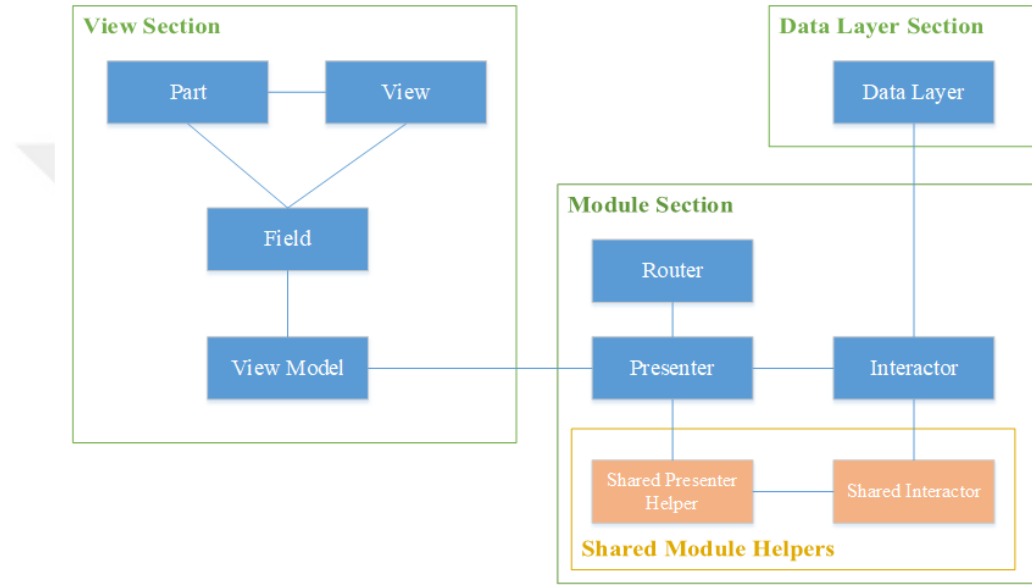 View Section
Part
View
Field
View Model
Data Layer Section
Data Layer
Module Section
Router
Presenter
Interactor
Shared Presenter
Helper
Shared Interactor
Shared Module Helpers